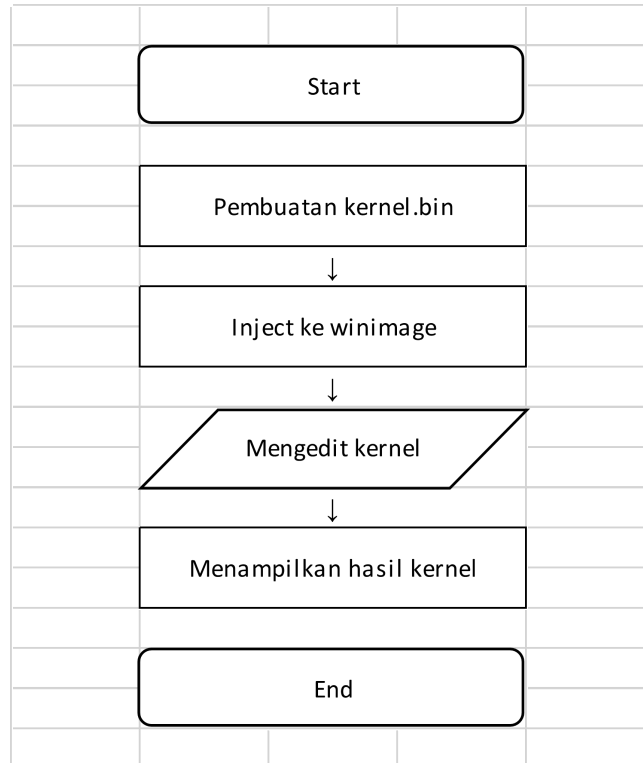 Start
Pembuatan kernel.bin
↓
Inject ke winimage
↓
Mengedit kernel
↓
Menampilkan hasil kernel
End